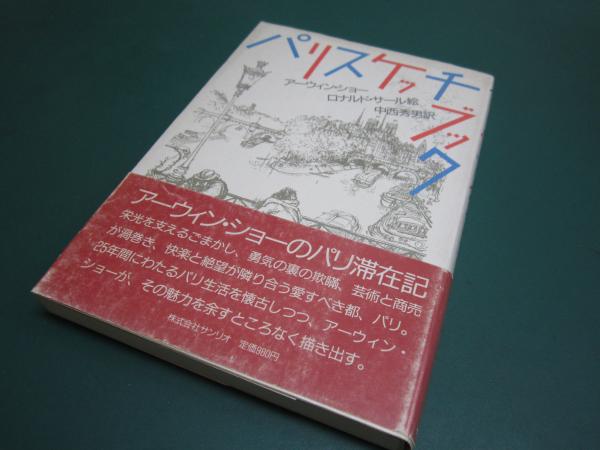 パリスケッチブック
アーウィン・ショー
ロナルド・サール絵
中西秀男訳
アーウィン・ショーのパリ滞在記
栄光を支えるごまかし、勇気の裏の欺瞞、芸術と商売
が渦巻き、快楽と絶望が隣り合う愛すべき都、パリ。
25年間にわたるパリ生活を懐古しつつ、アーウィン・
ショーが、その魅力を余すところなく描き出す。
株式会社サンリオ 定価980円